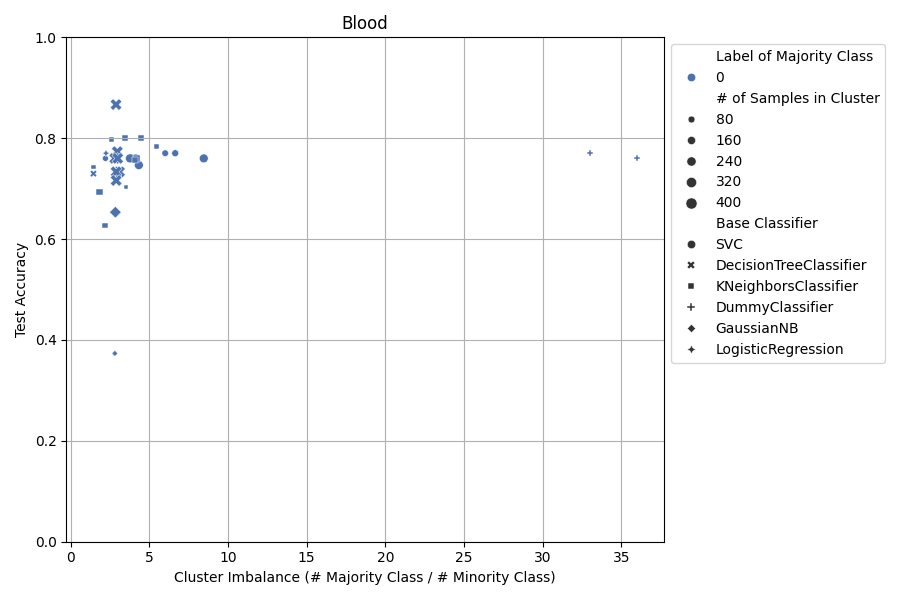 Blood
1.0
0.8
0.6
0.4
0.2
0.0
Test Accuracy
0 5 10 15 20 25 30 35
Cluster Imbalance (# Majority Class / # Minority Class)
Label of Majority Class
0
# of Samples in Cluster
80
160
240
320
400
Base Classifier
SVC
DecisionTreeClassifier
KNeighborsClassifier
DummyClassifier
GaussianNB
LogisticRegression